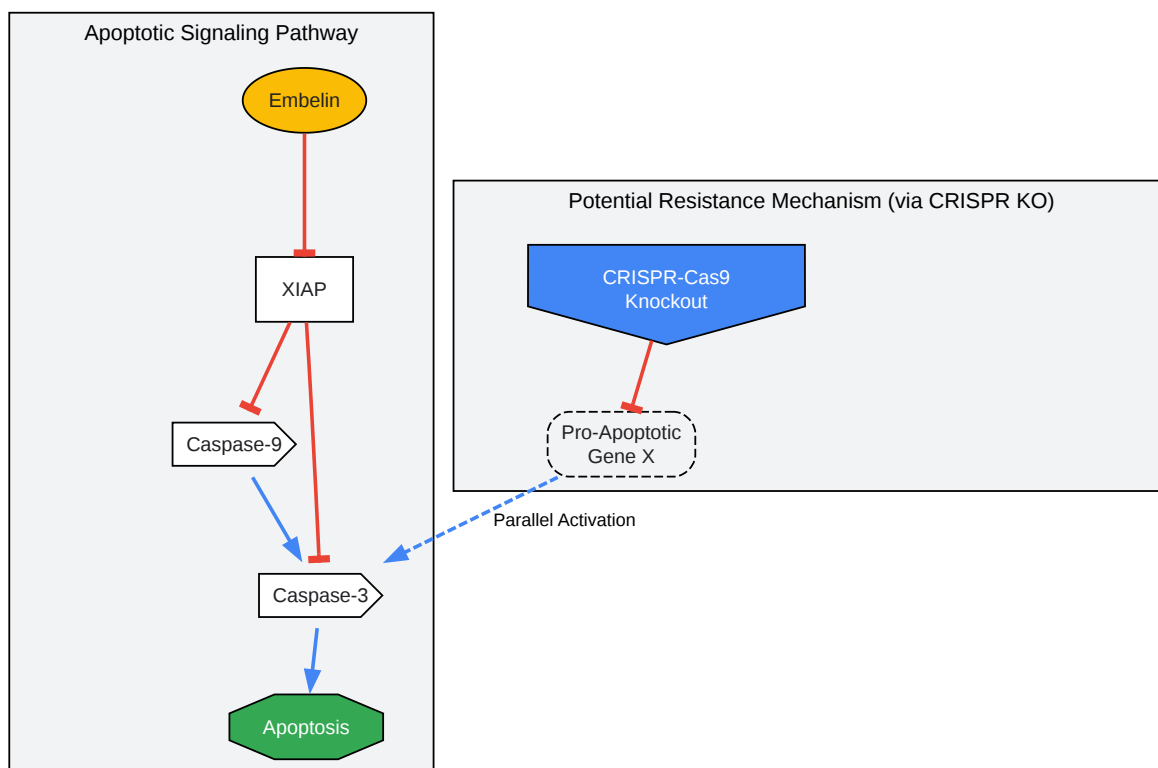 Apoptotic Signaling Pathway
Embelin
XIAP
Caspase-9
Caspase-3
Apoptosis
Potential Resistance Mechanism (via CRISPR KO)
CRISPR-Cas9
Knockout
Pro-Apoptotic
Gene X
Parallel Activation